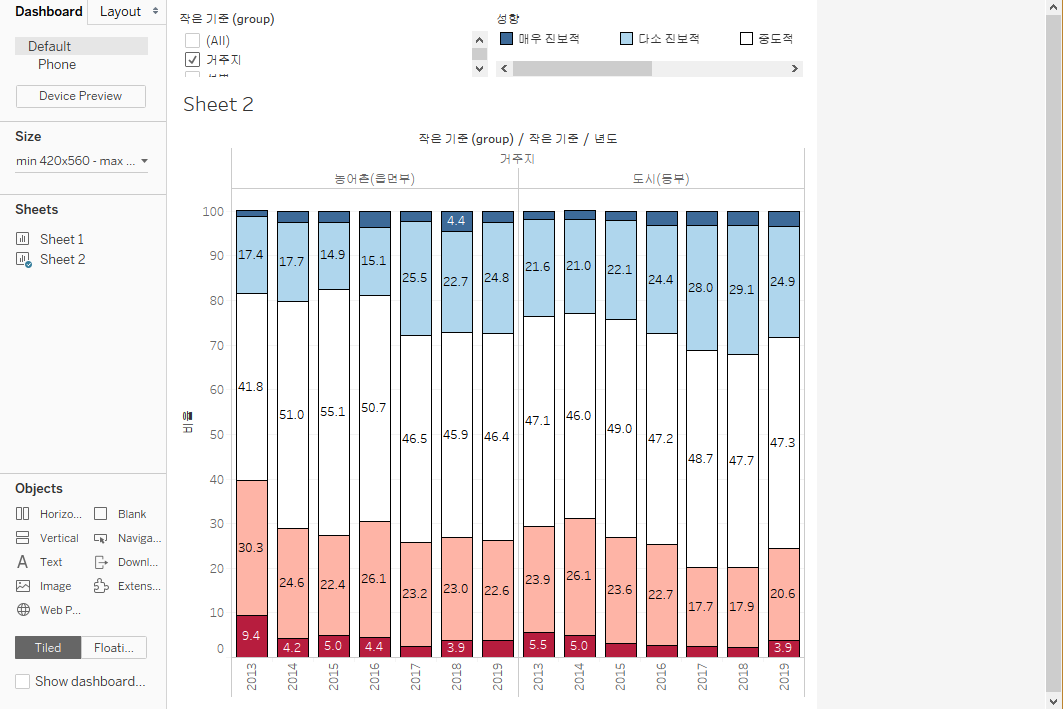 Dashboard
Layout
Default
Phone
Device Preview
Size
min 420x560 - max ...
Sheets
Sheet 1
Sheet 2
Objects
Horizo...
Blank
Vertical
Naviga...
Text
Downl...
Image
Extens...
Web P...
Tiled
Floati...
Show dashboard...
작은 기준 (group)
(All)
거주지
성향
매우 진보적
다소 진보적
중도적
Sheet 2
작은 기준 (group) / 작은 기준 / 년도
거주지
농어촌(읍면부)
도시(동부)
비율
100
90
80
70
60
50
40
30
20
10
0
17.4
41.8
30.3
9.4
17.7
51.0
24.6
4.2
14.9
55.1
22.4
5.0
15.1
50.7
26.1
4.4
25.5
46.5
23.2
4.4
22.7
45.9
23.0
3.9
24.8
46.4
22.6
21.6
47.1
23.9
5.5
21.0
46.0
26.1
5.0
22.1
49.0
23.6
24.4
47.2
22.7
28.0
48.7
17.7
29.1
47.7
17.9
24.9
47.3
20.6
3.9
2013
2014
2015
2016
2017
2018
2019
2013
2014
2015
2016
2017
2018
2019